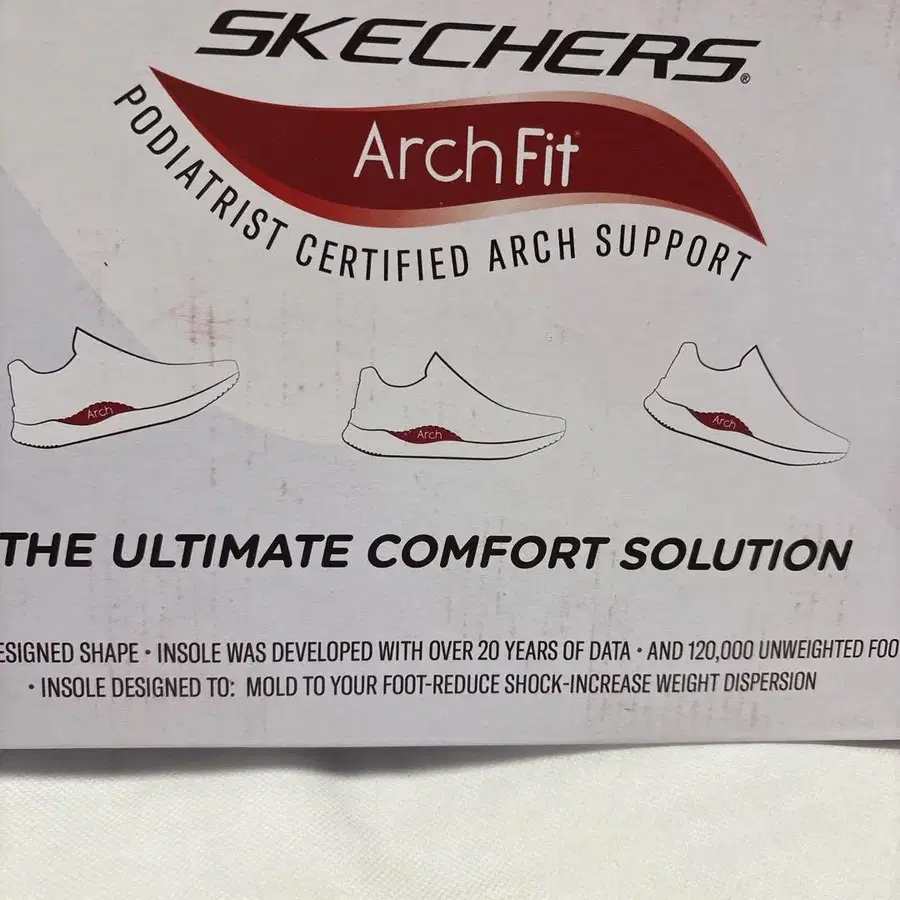 SKECHERS®
Arch Fit
PODIATRIST CERTIFIED ARCH SUPPORT
Arch
Arch
Arch
THE ULTIMATE COMFORT SOLUTION
ESIGNED SHAPE • INSOLE WAS DEVELOPED WITH OVER 20 YEARS OF DATA • AND 120,000 UNWEIGHTED FOO
• INSOLE DESIGNED TO: MOLD TO YOUR FOOT-REDUCE SHOCK-INCREASE WEIGHT DISPERSION